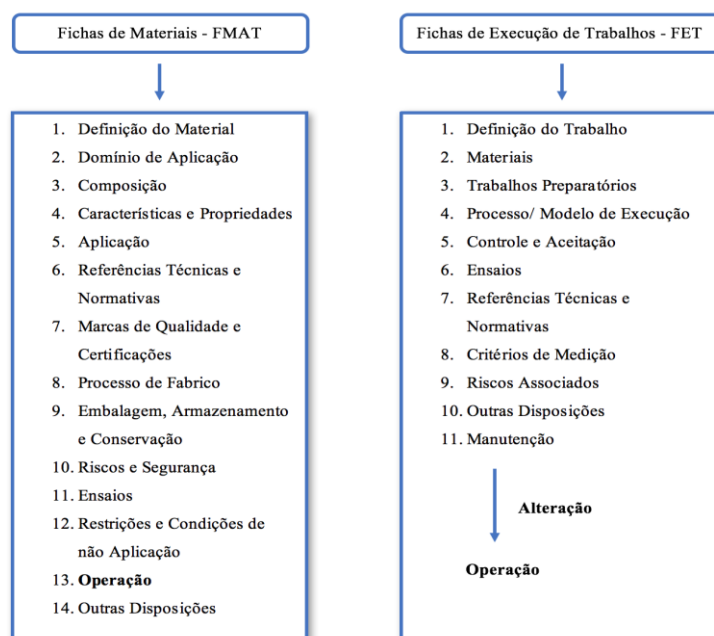 Fichas de Materiais - FMAT
1. Definição do Material
2. Domínio de Aplicação
3. Composição
4. Características e Propriedades
5. Aplicação
6. Referências Técnicas e
Normativas
7. Marcas de Qualidade e
Certificações
8. Processo de Fabrico
9. Embalagem, Armazenamento
e Conservação
10. Riscos e Segurança
11. Ensaios
12. Restrições e Condições de
não Aplicação
13. Operação
14. Outras Disposições
Fichas de Execução de Trabalhos - FET
1. Definição do Trabalho
2. Materiais
3. Trabalhos Preparatórios
4. Processo/ Modelo de Execução
5. Controle e Aceitação
6. Ensaios
7. Referências Técnicas e
Normativas
8. Critérios de Medição
9. Riscos Associados
10. Outras Disposições
11. Manutenção
Alteração
Operação